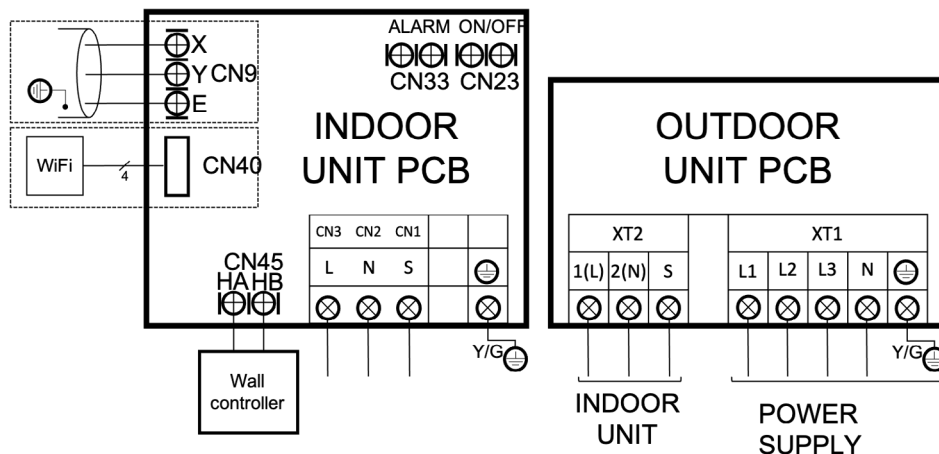 ALARM ON/OFF
CN33 CN23
X
Y CN9
E
WiFi
4
CN40
INDOOR
UNIT PCB
CN3 CN2 CN1
L N S
CN45
HA HB
Y/G
Wall
controller
OUTDOOR
UNIT PCB
XT2 XT1
1(L) 2(N) S L1 L2 L3 N
Y/G
INDOOR
UNIT
POWER
SUPPLY